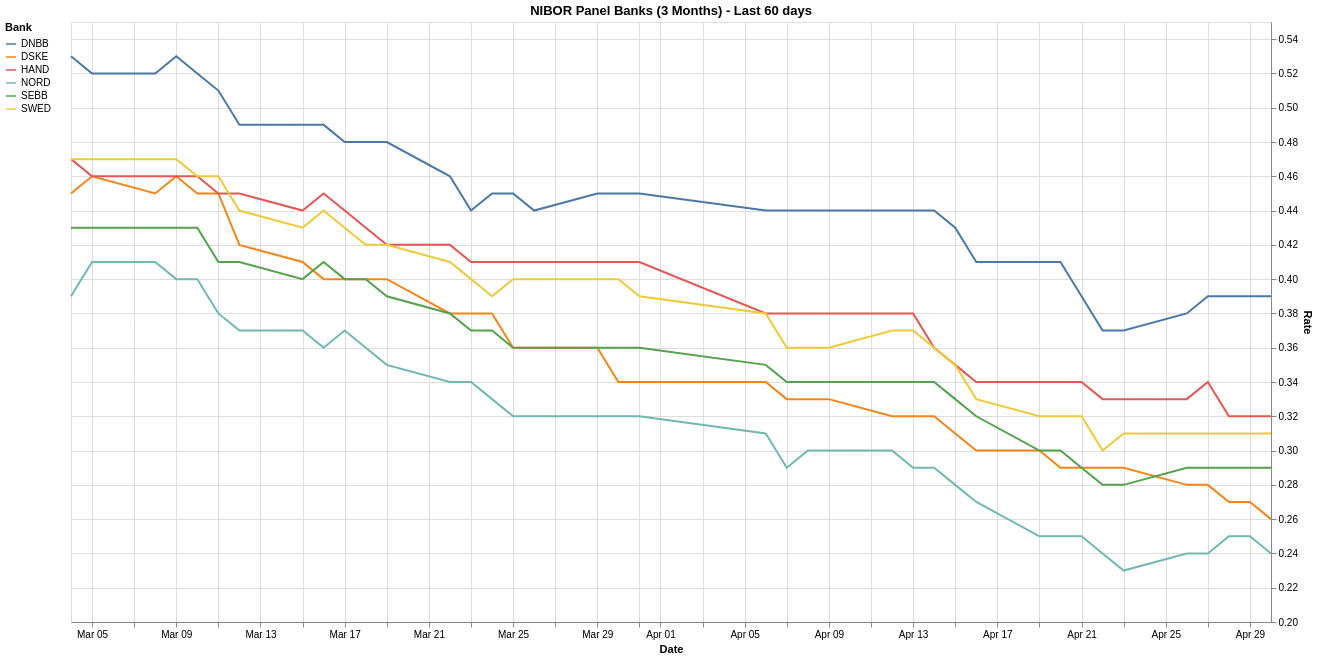 NIBOR Panel Banks (3 Months) - Last 60 days
Bank
DNBB
DSKE
HAND
NORD
SEBB
SWED
0.54
0.52
0.50
0.48
0.46
0.44
0.42
0.40
0.38
0.36
0.34
0.32
0.30
0.28
0.26
0.24
0.22
0.20
Rate
Mar 05 Mar 09 Mar 13 Mar 17 Mar 21 Mar 25 Mar 29 Apr 01 Apr 05 Apr 09 Apr 13 Apr 17 Apr 21 Apr 25 Apr 29
Date